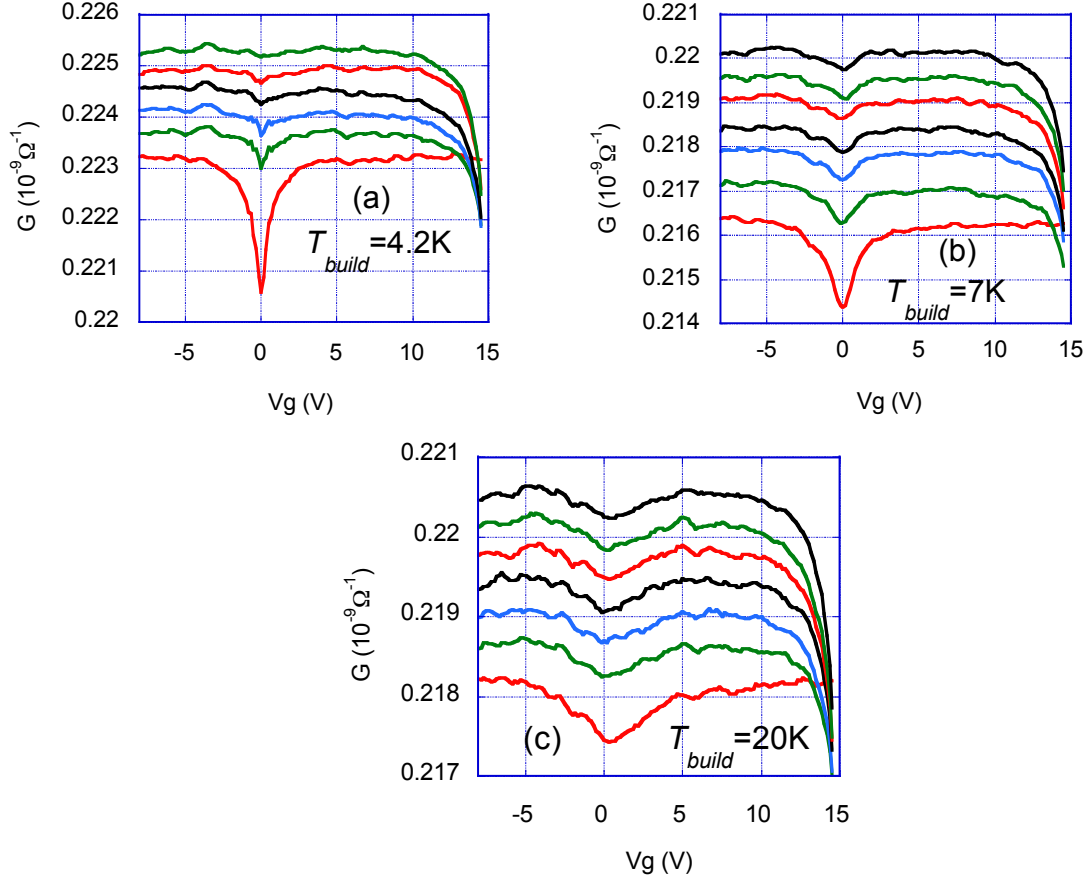 0.226
0.225
0.224
0.223
0.222
0.221
0.22
G (10⁻⁹Ω⁻¹)
(a)
T_build=4.2K
-5 0 5 10 15
Vg (V)
0.221
0.22
0.219
0.218
0.217
0.216
0.215
0.214
G (10⁻⁹Ω⁻¹)
(b)
T_build=7K
-5 0 5 10 15
Vg (V)
0.221
0.22
0.219
0.218
0.217
G (10⁻⁹Ω⁻¹)
(c) T_build=20K
-5 0 5 10 15
Vg (V)